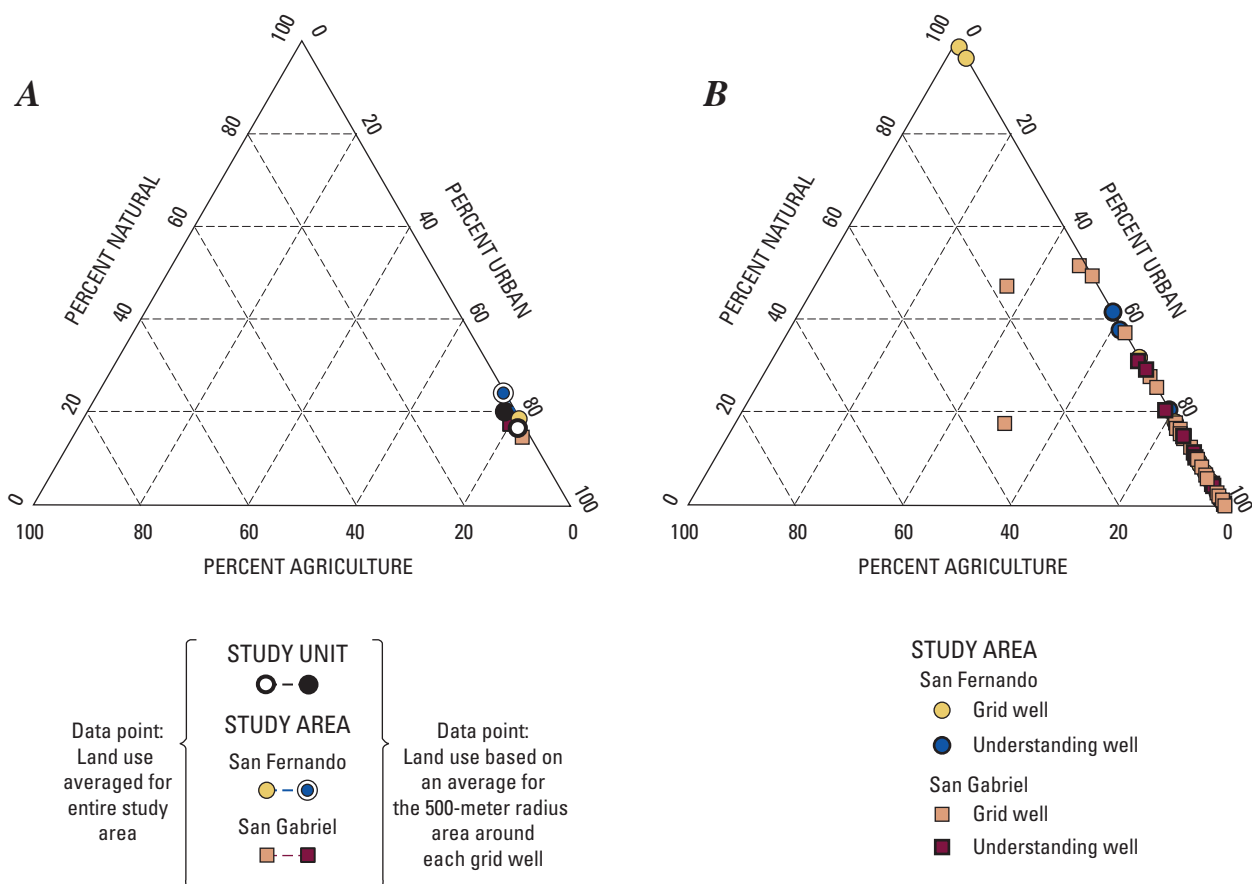 A
100
0
80
20
60
40
40
60
20
80
0
100
PERCENT NATURAL
PERCENT URBAN
100
80
60
40
20
0
PERCENT AGRICULTURE
B
100
0
80
20
60
40
40
60
20
80
0
100
PERCENT NATURAL
PERCENT URBAN
100
80
60
40
20
0
PERCENT AGRICULTURE
Data point:
Land use
averaged for
entire study
area
STUDY UNIT
STUDY AREA
San Fernando
San Gabriel
Data point:
Land use based on
an average for
the 500-meter radius
area around
each grid well
STUDY AREA
San Fernando
Grid well
Understanding well
San Gabriel
Grid well
Understanding well